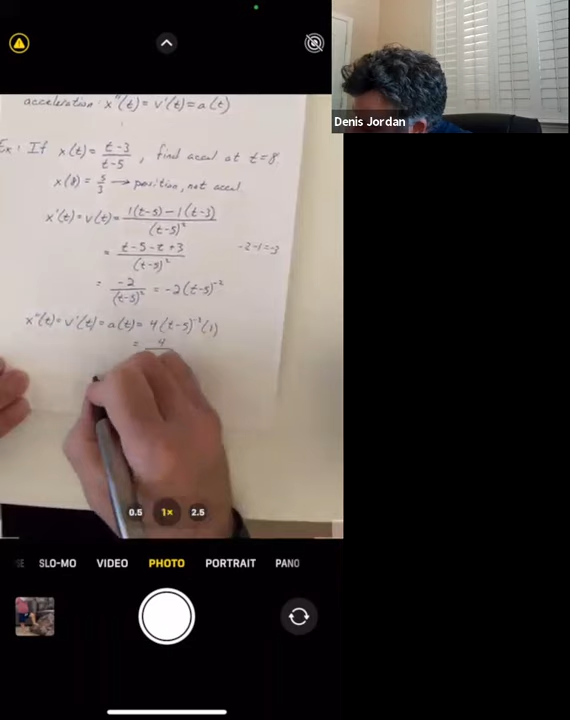 Denis Jordan
acceleration: x"(t) = v'(t) = a(t)
Ex: If x(t) = (t-3)/(t-5), find accel at t=8.
x(8) = 5/3 → position, not accel
x'(t) = v(t) = (1(t-5) - 1(t-3))/(t-5)²
= (t-5-t+3)/(t-5)²
-2-1=-3
= -2/(t-5)² = -2(t-5)⁻²
x"(t) = v'(t) = a(t) = 4(t-5)⁻³(1)
= 4
0.5 1× 2.5
SLO-MO VIDEO PHOTO PORTRAIT PANO